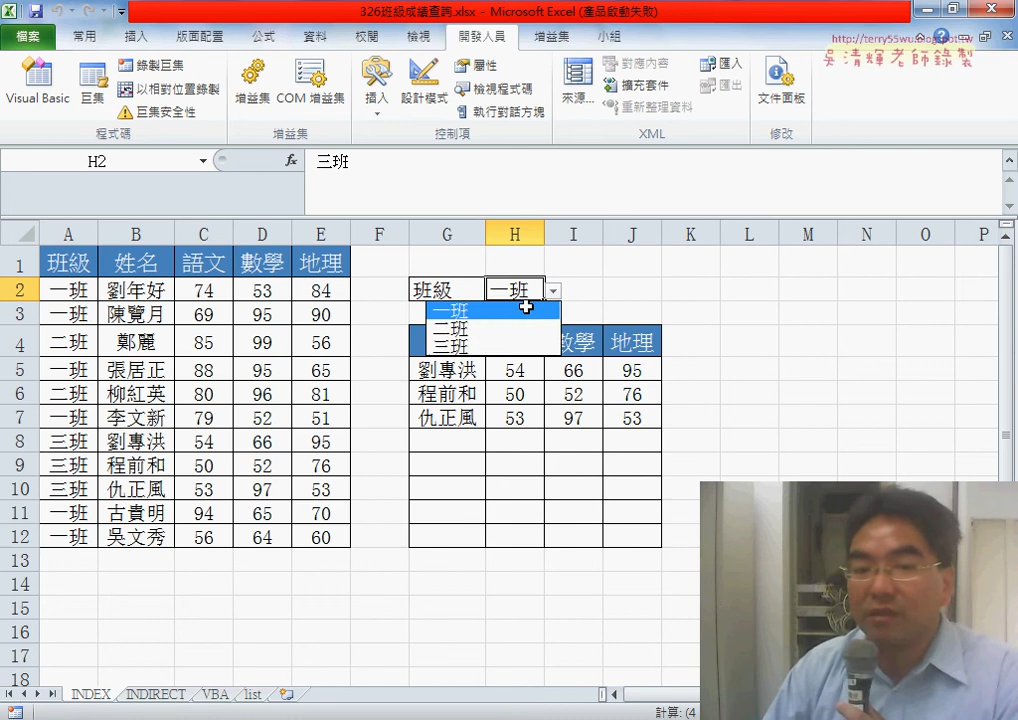 326班級成績查詢.xlsx - Microsoft Excel (產品啟動失敗)
檔案 常用 插入 版面配置 公式 資料 校閱 檢視 開發人員 增益集 小組
http://terry55wu.blogspot.tw
吳清輝老師錄製
Visual Basic 巨集 錄製巨集 以相對位置錄製 巨集安全性
增益集 COM 增益集
插入 設計模式 屬性 檢視程式碼 執行對話方塊
來源... 對應內容 擴充套件 重新整理資料 匯入 匯出
文件面板
程式碼 增益集 控制項 XML 修改
H2 fx 三班
A B C D E F G H I J K L M N O P
1 班級 姓名 語文 數學 地理
2 一班 劉年好 74 53 84 班級 一班
3 一班 陳覽月 69 95 90 一班
二班
三班
4 二班 鄭麗 85 99 56 數學 地理
5 一班 張居正 88 95 65 劉專洪 54 66 95
6 二班 柳紅英 80 96 81 程前和 50 52 76
7 一班 李文新 79 52 51 仇正風 53 97 53
8 三班 劉專洪 54 66 95
9 三班 程前和 50 52 76
10 三班 仇正風 53 97 53
11 一班 古貴明 94 65 70
12 一班 吳文秀 56 64 60
13
14
15
16
17
18
INDEX INDIRECT VBA list
計算: (4